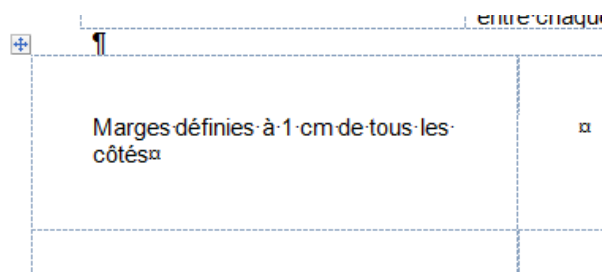 entre·chaque
¶
Marges·définies·à·1·cm·de·tous·les·
côtés¤
¤